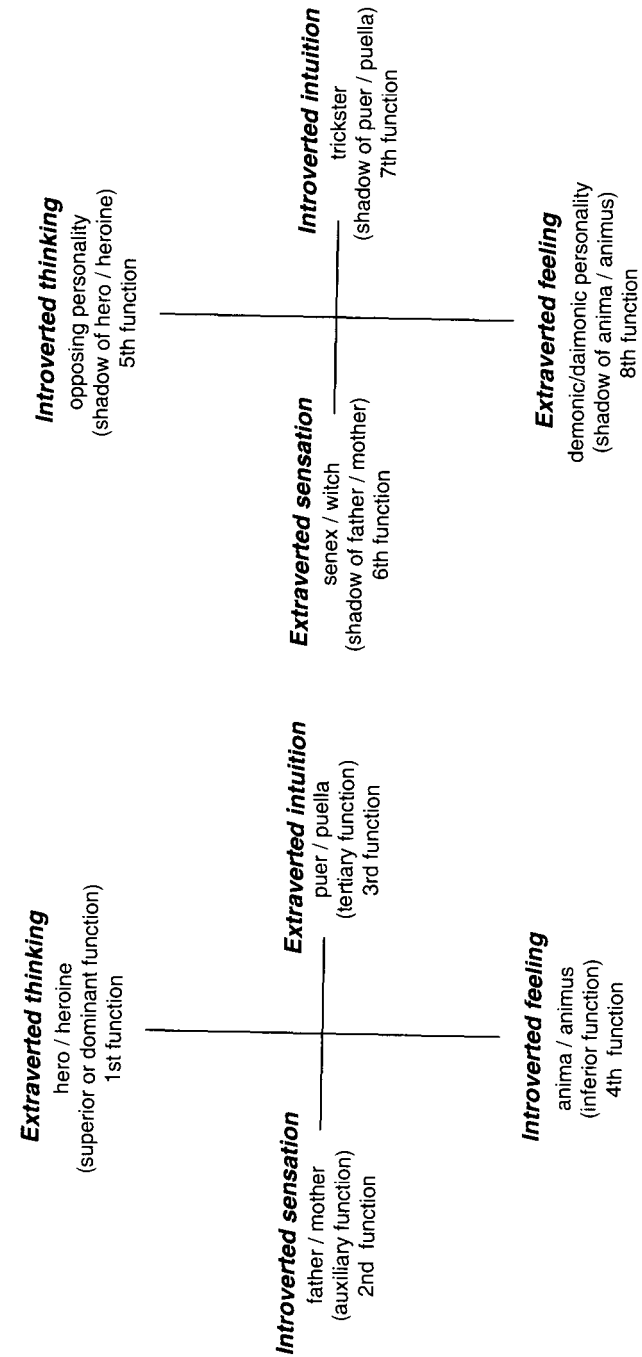 Extraverted thinking
hero / heroine
(superior or dominant function)
1st function
Introverted sensation
father / mother
(auxiliary function)
2nd function
Extraverted intuition
puer / puella
(tertiary function)
3rd function
Introverted feeling
anima / animus
(inferior function)
4th function
Introverted thinking
opposing personality
(shadow of hero / heroine)
5th function
Extraverted sensation
senex / witch
(shadow of father / mother)
6th function
Introverted intuition
trickster
(shadow of puer / puella)
7th function
Extraverted feeling
demonic/daimonic personality
(shadow of anima / animus)
8th function